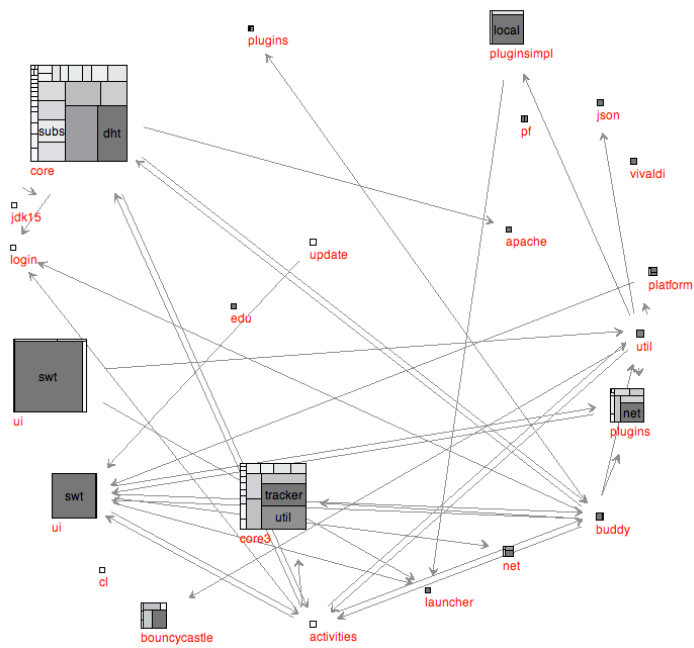 plugins
local
pluginsimpl
json
pf
subs
dht
core
vivaldi
jdk15
apache
login
update
platform
edu
util
swt
ui
net
plugins
swt
tracker
util
ui
core3
buddy
net
cl
launcher
bouncycastle
activities